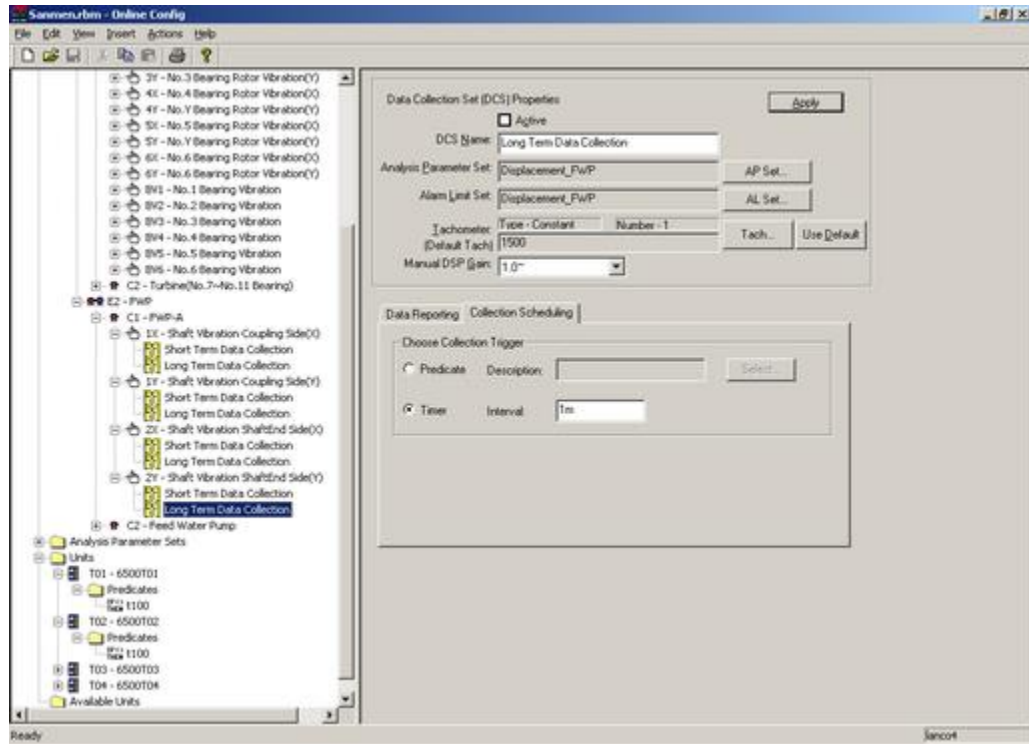 Sanmen.rbm - Online Config
File Edit View Insert Actions Help
3Y - No.3 Bearing Rotor Vibration(Y)
4X - No.4 Bearing Rotor Vibration(X)
4Y - No.Y Bearing Rotor Vibration(Y)
5X - No.5 Bearing Rotor Vibration(X)
5Y - No.Y Bearing Rotor Vibration(Y)
6X - No.6 Bearing Rotor Vibration(X)
6Y - No.6 Bearing Rotor Vibration(Y)
BV1 - No.1 Bearing Vibration
BV2 - No.2 Bearing Vibration
BV3 - No.3 Bearing Vibration
BV4 - No.4 Bearing Vibration
BV5 - No.5 Bearing Vibration
BV6 - No.6 Bearing Vibration
C2 - Turbine(No.7~No.11 Bearing)
E2 - FWP
C1 - FWP-A
1X - Shaft Vibration Coupling Side(X)
Short Term Data Collection
Long Term Data Collection
1Y - Shaft Vibration Coupling Side(Y)
Short Term Data Collection
Long Term Data Collection
2X - Shaft Vibration ShaftEnd Side(X)
Short Term Data Collection
Long Term Data Collection
2Y - Shaft Vibration ShaftEnd Side(Y)
Short Term Data Collection
Long Term Data Collection
C2 - Feed Water Pump
Analysis Parameter Sets
Units
T01 - 6500T01
Predicates
t100
T02 - 6500T02
Predicates
t100
T03 - 6500T03
T04 - 6500T04
Available Units
Data Collection Set (DCS) Properties
Apply
Active
DCS Name: Long Term Data Collection
Analysis Parameter Set: Displacement_FWP AP Set...
Alarm Limit Set: Displacement_FWP AL Set...
Tachometer: Type - Constant Number - 1
(Default Tach) 1500 Tach... Use Default
Manual DSP Gain: 1.0~
Data Reporting Collection Scheduling
Choose Collection Trigger
Predicate Description: Select...
Timer Interval: 1m
Ready